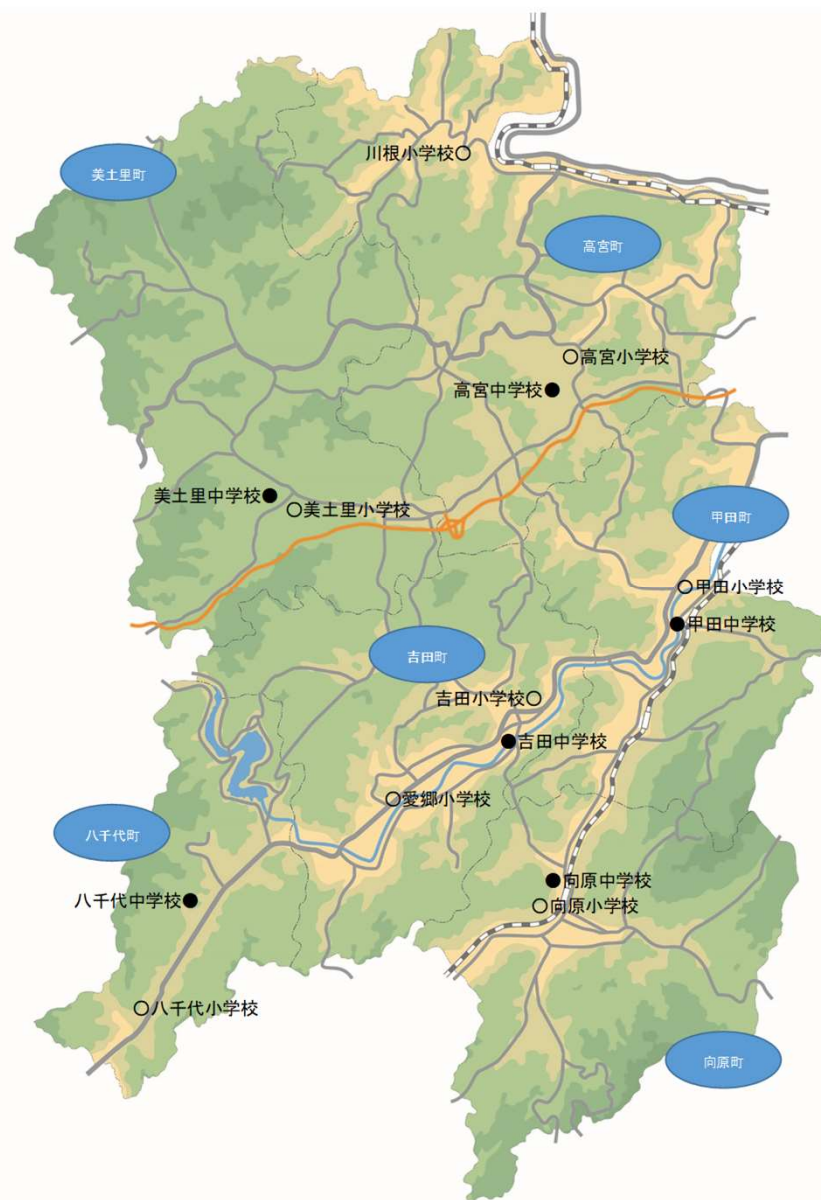 川根小学校
美土里町
高宮町
高宮小学校
高宮中学校
美土里中学校
美土里小学校
甲田町
甲田小学校
甲田中学校
吉田町
吉田小学校
吉田中学校
愛郷小学校
八千代町
向原中学校
八千代中学校
向原小学校
八千代小学校
向原町